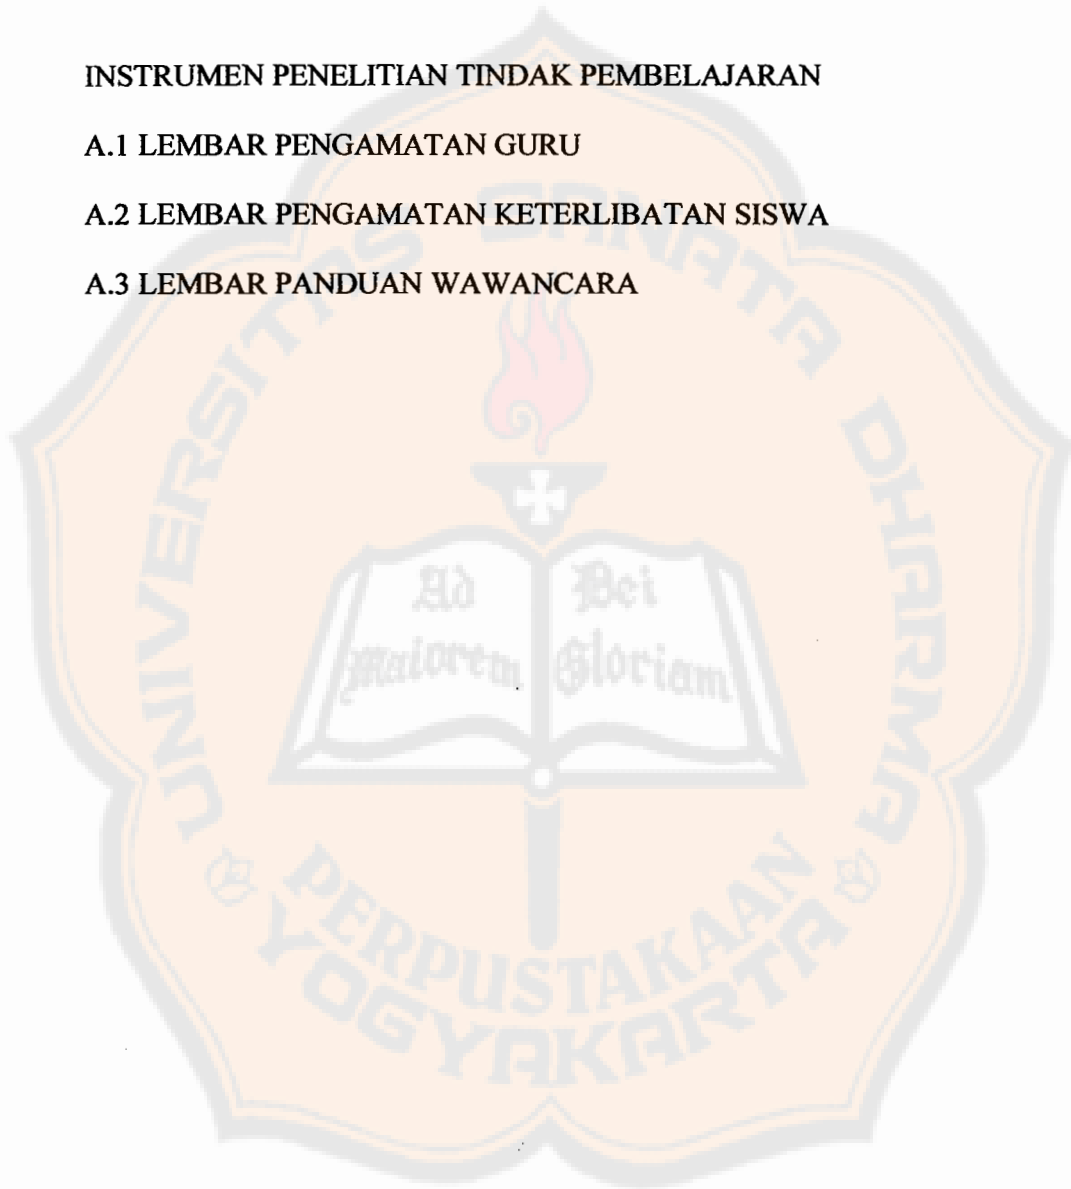 INSTRUMEN PENELITIAN TINDAK PEMBELAJARAN
A.1 LEMBAR PENGAMATAN GURU
A.2 LEMBAR PENGAMATAN KETERLIBATAN SISWA
A.3 LEMBAR PANDUAN WAWANCARA
UNIVERSITAS SANATA DHARMA
Ad Dei
maiorem Gloriam
PERPUSTAKAAN
YOGYAKARTA